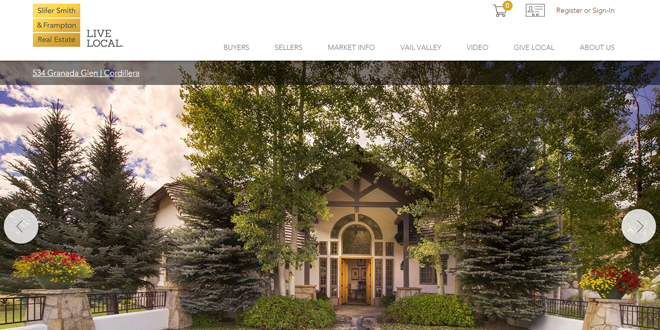 Slifer Smith
& Frampton
Real Estate
LIVE
LOCAL.
0
Register or Sign-In
BUYERS
SELLERS
MARKET INFO
VAIL VALLEY
VIDEO
GIVE LOCAL
ABOUT US
534 Granada Glen | Cordillera